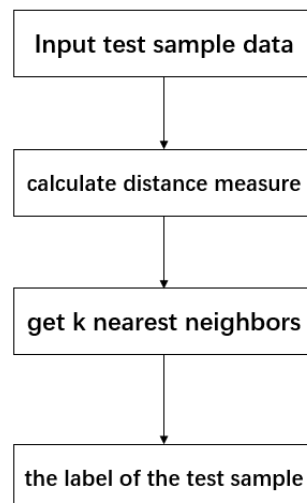 Input test sample data
calculate distance measure
get k nearest neighbors
the label of the test sample